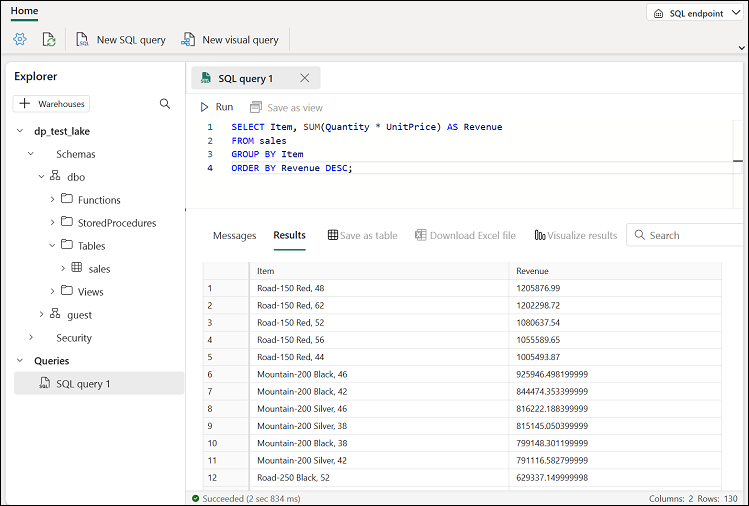 Home
SQL endpoint
New SQL query
New visual query
Explorer
Warehouses
dp_test_lake
Schemas
dbo
Functions
StoredProcedures
Tables
sales
Views
guest
Security
Queries
SQL query 1
SQL query 1
Run
Save as view
1 SELECT Item, SUM(Quantity * UnitPrice) AS Revenue
2 FROM sales
3 GROUP BY Item
4 ORDER BY Revenue DESC;
Messages Results Save as table Download Excel file Visualize results Search
Item Revenue
1 Road-150 Red, 48 1205876.99
2 Road-150 Red, 62 1202298.72
3 Road-150 Red, 52 1080637.54
4 Road-150 Red, 56 1055589.65
5 Road-150 Red, 44 1005493.87
6 Mountain-200 Black, 46 925946.498199999
7 Mountain-200 Black, 42 844474.353399999
8 Mountain-200 Silver, 46 816222.188399999
9 Mountain-200 Silver, 38 815145.050399999
10 Mountain-200 Black, 38 799148.301199999
11 Mountain-200 Silver, 42 791116.582799999
12 Road-250 Black, 52 629337.149999998
Succeeded (2 sec 834 ms) Columns: 2 Rows: 130